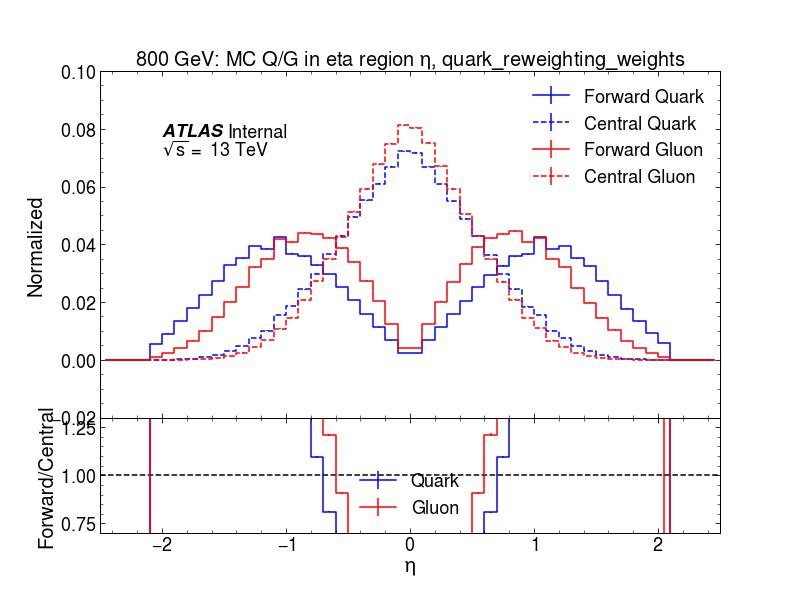 800 GeV: MC Q/G in eta region η, quark_reweighting_weights
0.10
ATLAS Internal
√s = 13 TeV
Forward Quark
Central Quark
Forward Gluon
Central Gluon
0.08
0.06
0.04
0.02
0.00
Normalized
0.02
1.25
1.00
0.75
Forward/Central
Quark
Gluon
−2 −1 0 1 2
η